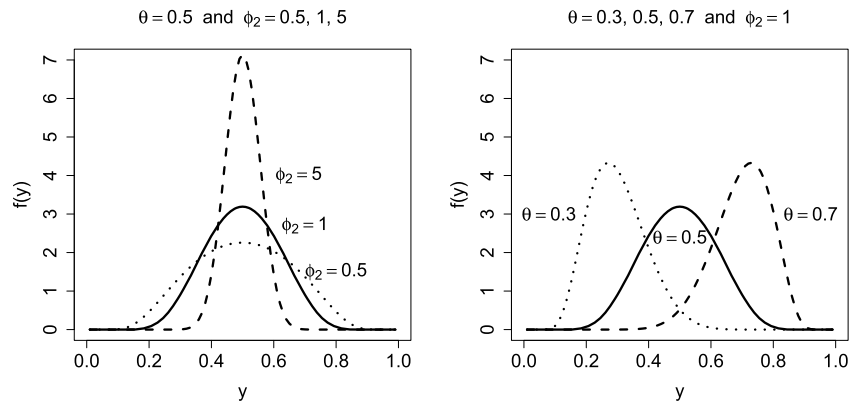 θ = 0.5 and ϕ₂ = 0.5, 1, 5
f(y)
7
6
5
4
3
2
1
0
ϕ₂ = 5
ϕ₂ = 1
ϕ₂ = 0.5
0.0 0.2 0.4 0.6 0.8 1.0
y
θ = 0.3, 0.5, 0.7 and ϕ₂ = 1
f(y)
7
6
5
4
3
2
1
0
θ = 0.3
θ = 0.5
θ = 0.7
0.0 0.2 0.4 0.6 0.8 1.0
y